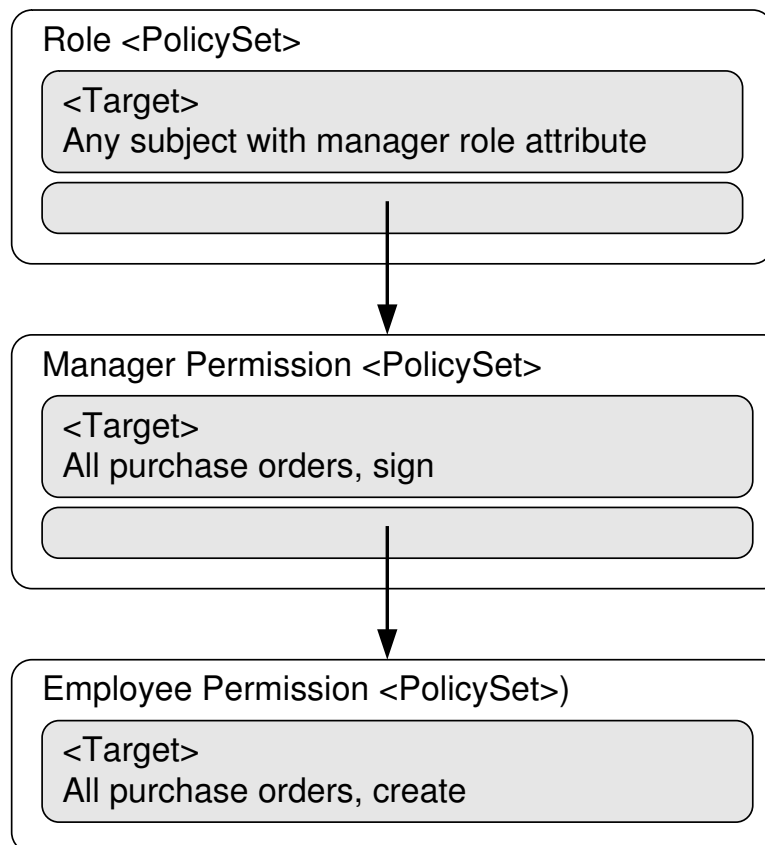 Role <PolicySet>
<Target>
Any subject with manager role attribute
Manager Permission <PolicySet>
<Target>
All purchase orders, sign
Employee Permission <PolicySet>)
<Target>
All purchase orders, create